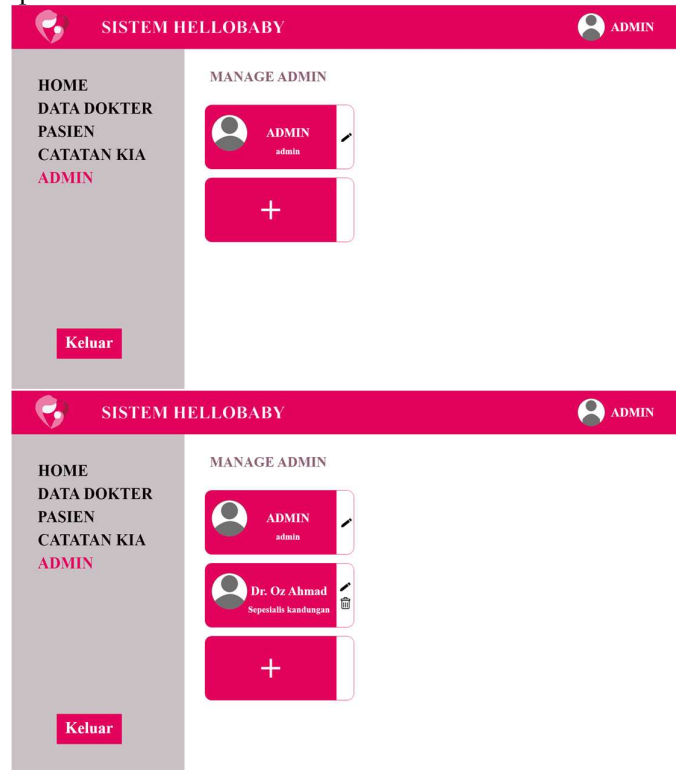 SISTEM HELLOBABY
ADMIN
HOME
DATA DOKTER
PASIEN
CATATAN KIA
ADMIN
Keluar
MANAGE ADMIN
ADMIN
admin
+
SISTEM HELLOBABY
ADMIN
HOME
DATA DOKTER
PASIEN
CATATAN KIA
ADMIN
Keluar
MANAGE ADMIN
ADMIN
admin
Dr. Oz Ahmad
Sepesialis kandungan
+